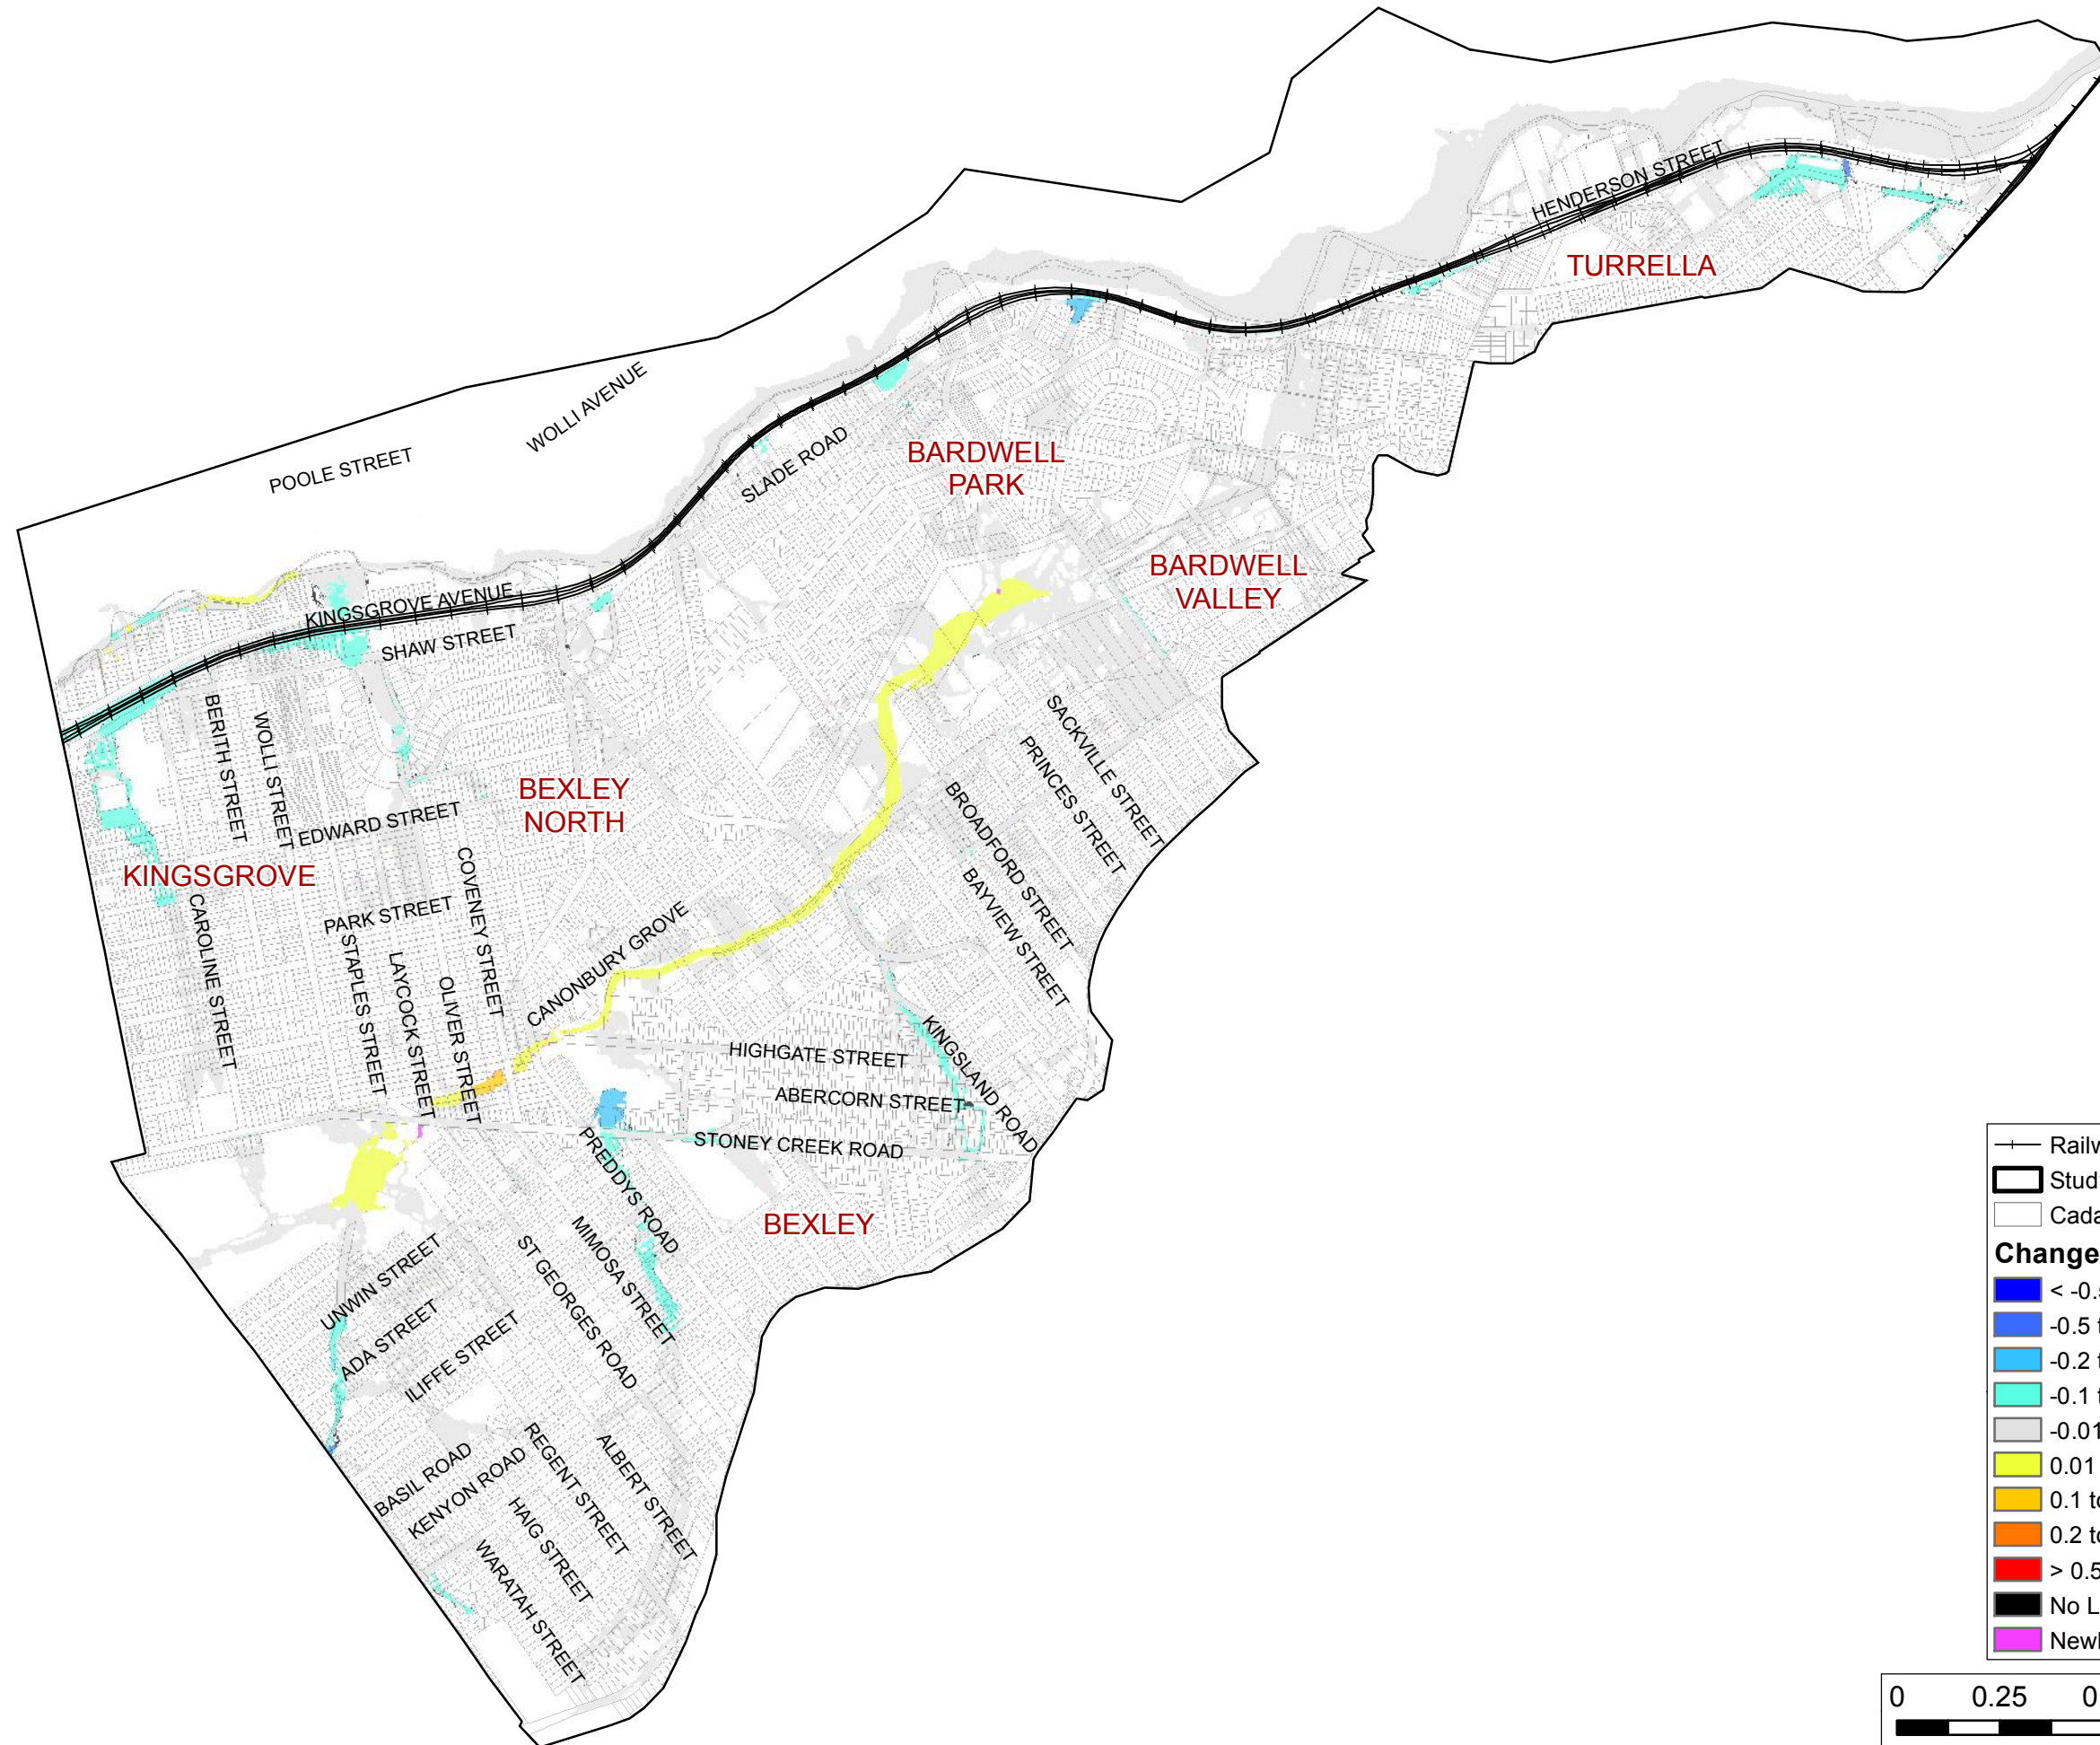 HENDERSON STREET
TURRELLA
WOLLI AVENUE
POOLE STREET
SLADE ROAD
BARDWELL
PARK
BARDWELL
VALLEY
KINGSGROVE AVENUE
SHAW STREET
BERITH STREET
WOLLI STREET
EDWARD STREET
BEXLEY
NORTH
SACKVILLE STREET
PRINCES STREET
BROADFORD STREET
BAYVIEW STREET
KINGSGROVE
CAROLINE STREET
PARK STREET
STAPLES STREET
LAYCOCK STREET
OLIVER STREET
COVENEY STREET
CANONBURY GROVE
HIGHGATE STREET
ABERCORN STREET
KINGSLAND ROAD
STONEY CREEK ROAD
PREDDYS ROAD
BEXLEY
MIMOSA STREET
ST GEORGES ROAD
UNWIN STREET
ADA STREET
ILIFFE STREET
BASIL ROAD
KENYON ROAD
REGENT STREET
ALBERT STREET
HAIG STREET
WARATAH STREET
Railw
Stud
Cada
Change
< -0.5
-0.5 t
-0.2 t
-0.1 t
-0.01
0.01
0.1 to
0.2 to
> 0.5
No L
Newl
0 0.25 0